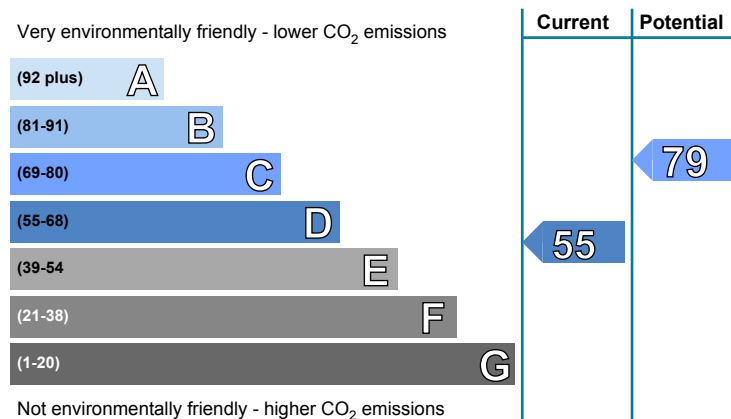 Very environmentally friendly - lower CO₂ emissions
Current
Potential
(92 plus) A
(81-91) B
(69-80) C
79
(55-68) D
55
(39-54 E
(21-38) F
(1-20) G
Not environmentally friendly - higher CO₂ emissions